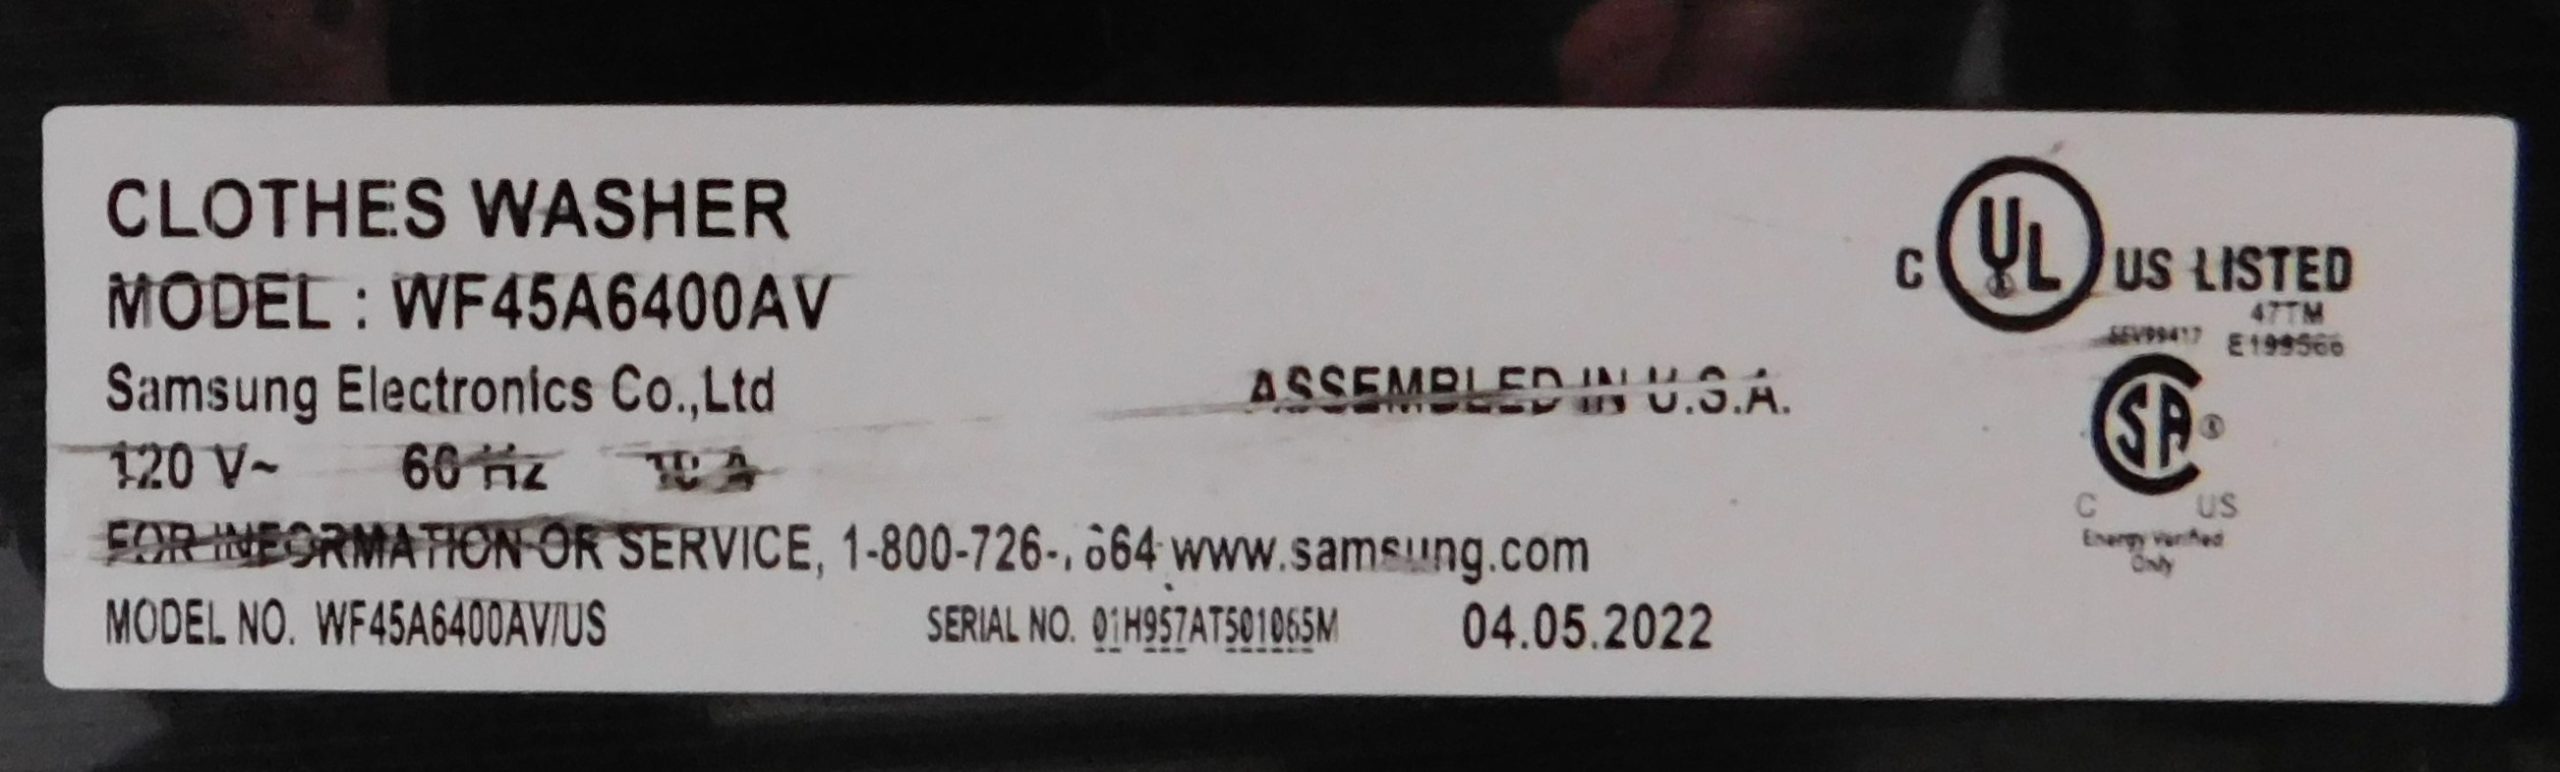 CLOTHES WASHER
MODEL : WF45A6400AV
Samsung Electronics Co.,Ltd
ASSEMBLED IN U.S.A.
120 V~ 60 Hz 10 A
FOR INFORMATION OR SERVICE, www.samsung.com
MODEL NO. WF45A6400AV/US
SERIAL NO. 01H957AT501065M
04.05.2022
C UL US LISTED
47TM
E199566
SA
C US
Energy Verified
Only